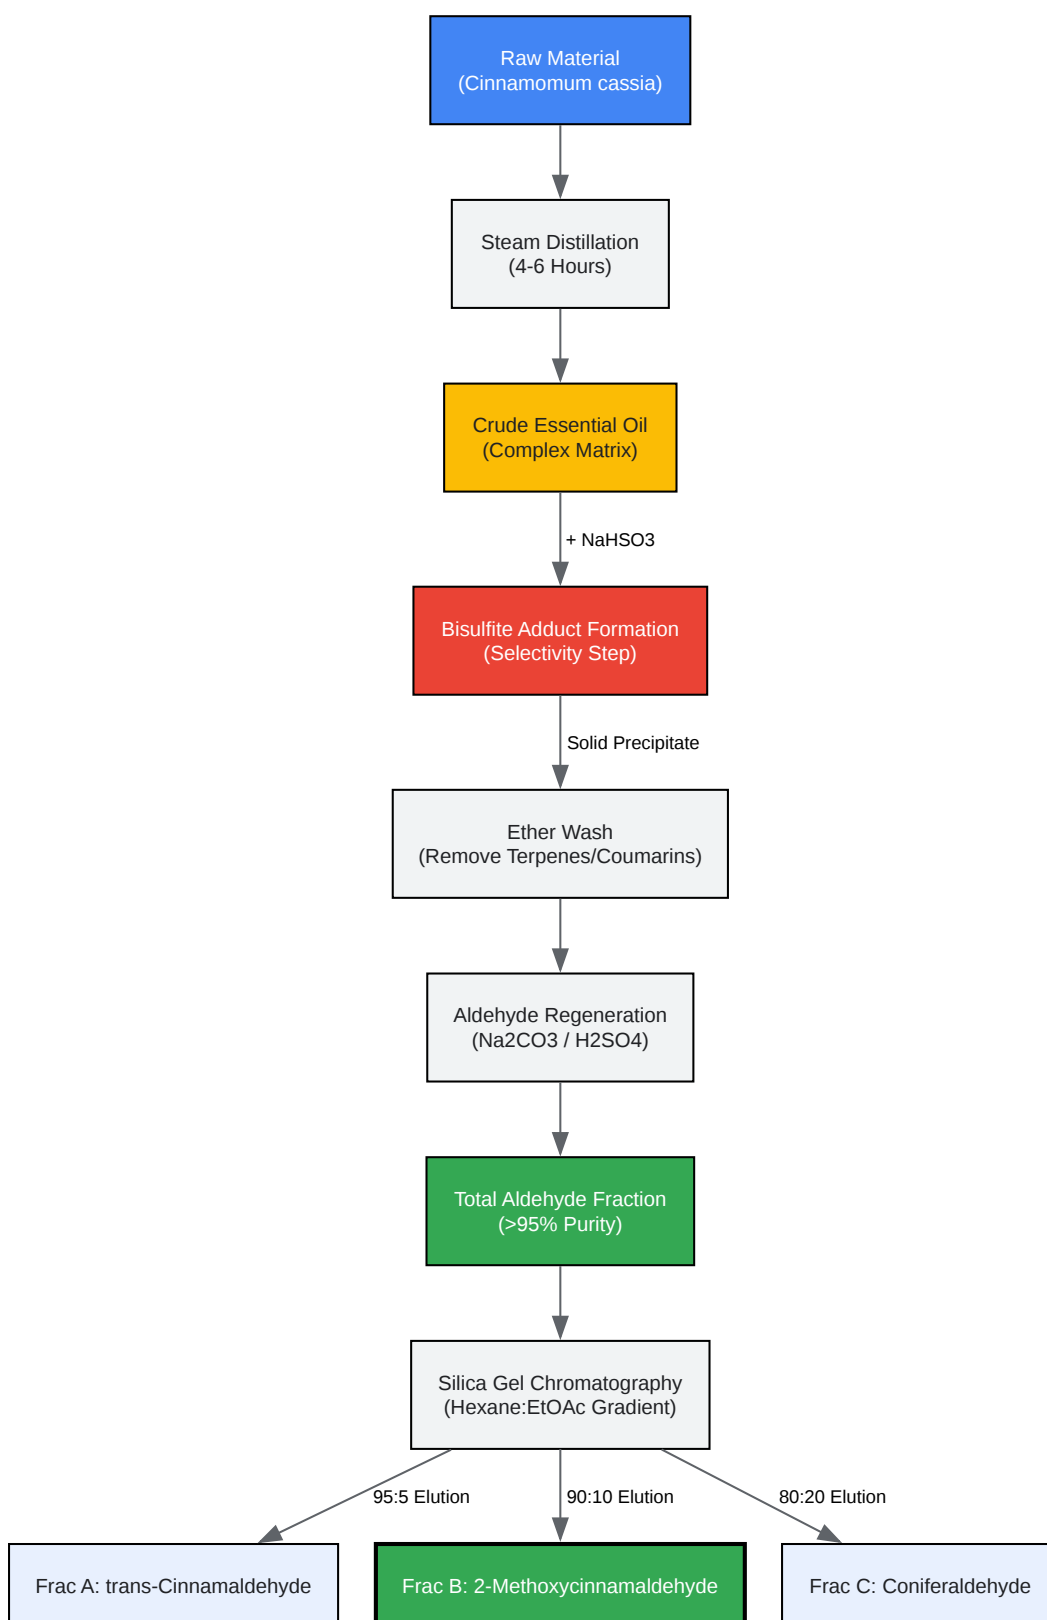 Raw Material
(Cinnamomum cassia)
Steam Distillation
(4-6 Hours)
Crude Essential Oil
(Complex Matrix)
+ NaHSO3
Bisulfite Adduct Formation
(Selectivity Step)
Solid Precipitate
Ether Wash
(Remove Terpenes/Coumarins)
Aldehyde Regeneration
(Na2CO3 / H2SO4)
Total Aldehyde Fraction
(>95% Purity)
Silica Gel Chromatography
(Hexane:EtOAc Gradient)
95:5 Elution
90:10 Elution
80:20 Elution
Frac A: trans-Cinnamaldehyde
Frac B: 2-Methoxycinnamaldehyde
Frac C: Coniferaldehyde